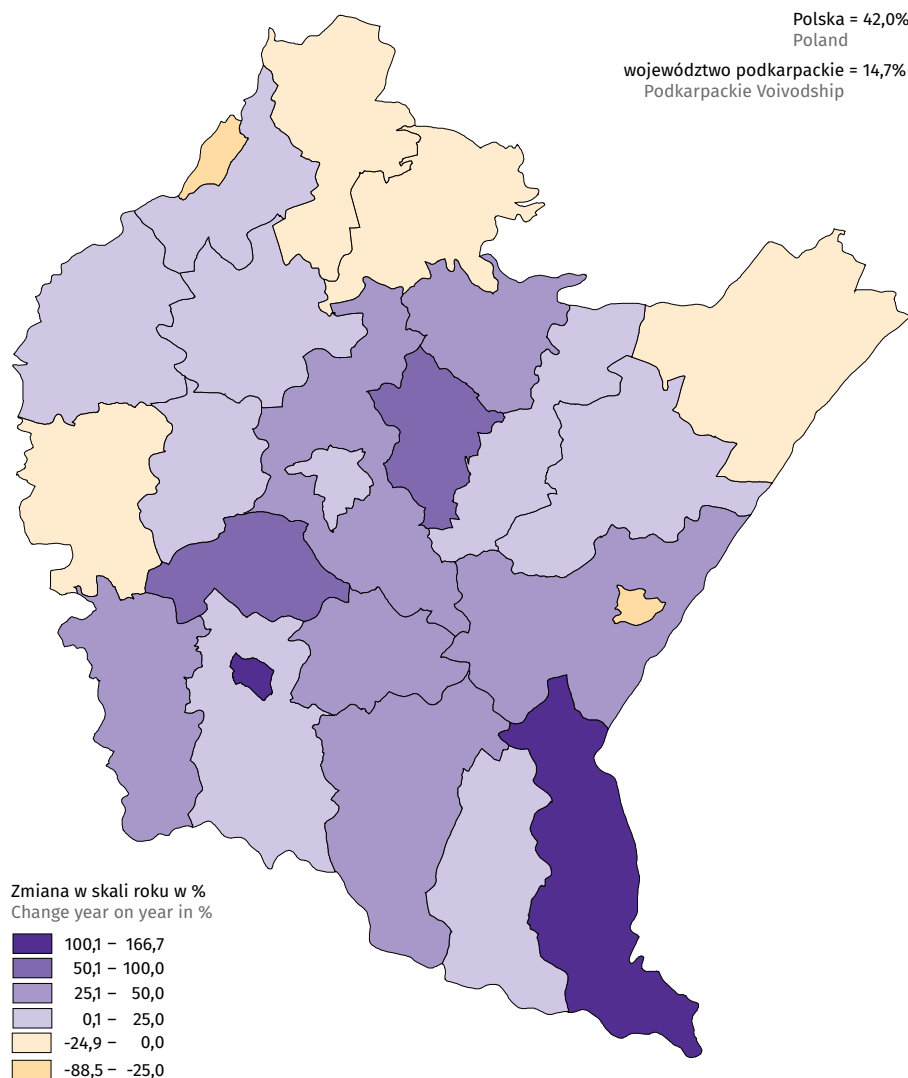 Polska = 42,0%
Poland
województwo podkarpackie = 14,7%
Podkarpackie Voivodship
Zmiana w skali roku w %
Change year on year in %
100,1 – 166,7
50,1 – 100,0
25,1 – 50,0
0,1 – 25,0
-24,9 – 0,0
-88,5 – -25,0